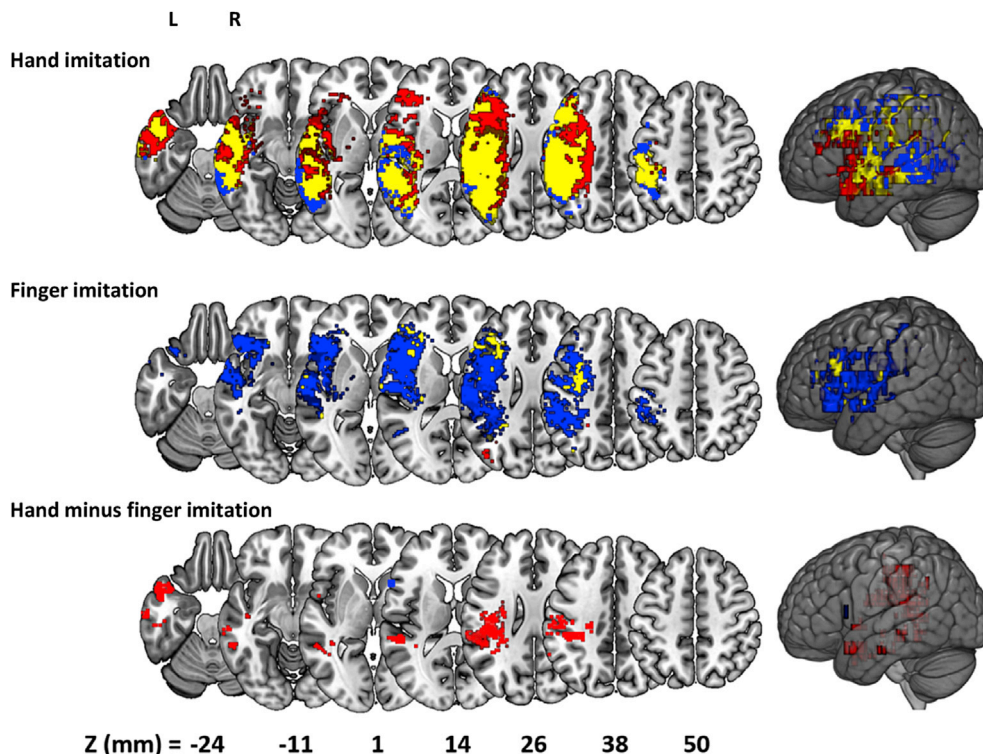 L R
Hand imitation
Finger imitation
Hand minus finger imitation
Z (mm) = -24 -11 1 14 26 38 50